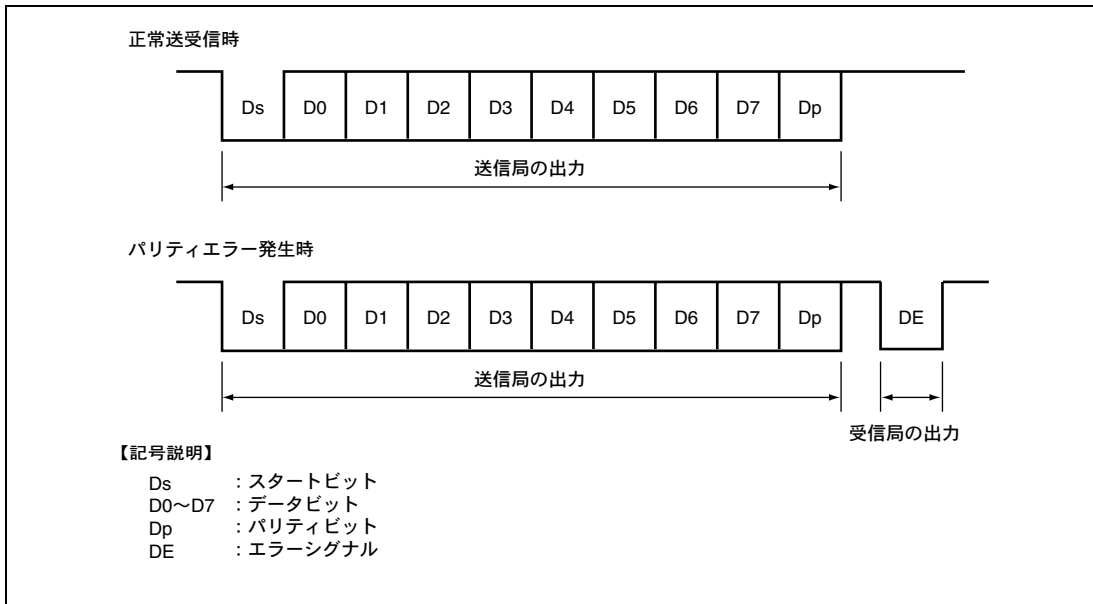 正常送受信時
Ds D0 D1 D2 D3 D4 D5 D6 D7 Dp
送信局の出力
パリティエラー発生時
Ds D0 D1 D2 D3 D4 D5 D6 D7 Dp DE
送信局の出力
受信局の出力
【記号説明】
Ds ：スタートビット
D0～D7 ：データビット
Dp ：パリティビット
DE ：エラーシグナル